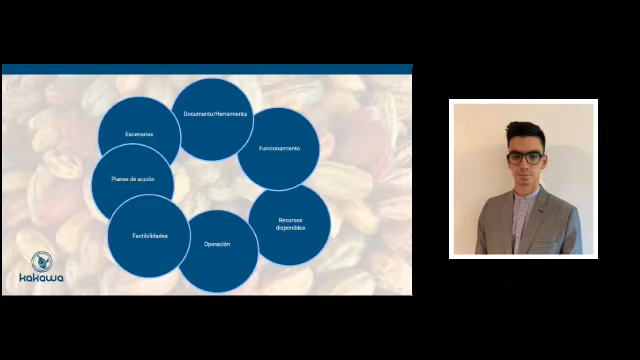 Documento/Herramienta
Escenarios
Funcionamiento
Planes de acción
Recursos
disponibles
Factibilidades
Operación
kakawa